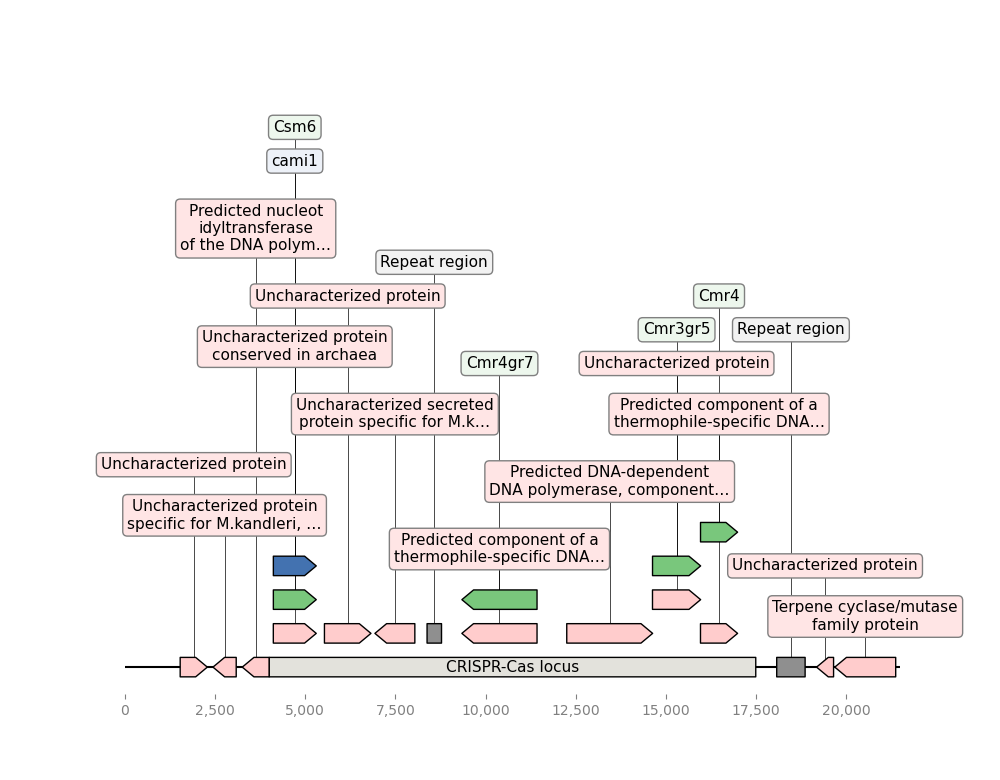 Csm6
cami1
Predicted nucleot
idyltransferase
of the DNA polym…
Repeat region
Uncharacterized protein
Cmr4
Cmr3gr5
Repeat region
Uncharacterized protein
conserved in archaea
Cmr4gr7
Uncharacterized protein
Uncharacterized secreted
protein specific for M.k…
Predicted component of a
thermophile-specific DNA…
Uncharacterized protein
Predicted DNA-dependent
DNA polymerase, component…
Uncharacterized protein
specific for M.kandleri, …
Predicted component of a
thermophile-specific DNA…
Uncharacterized protein
Terpene cyclase/mutase
family protein
CRISPR-Cas locus
0
2,500
5,000
7,500
10,000
12,500
15,000
17,500
20,000